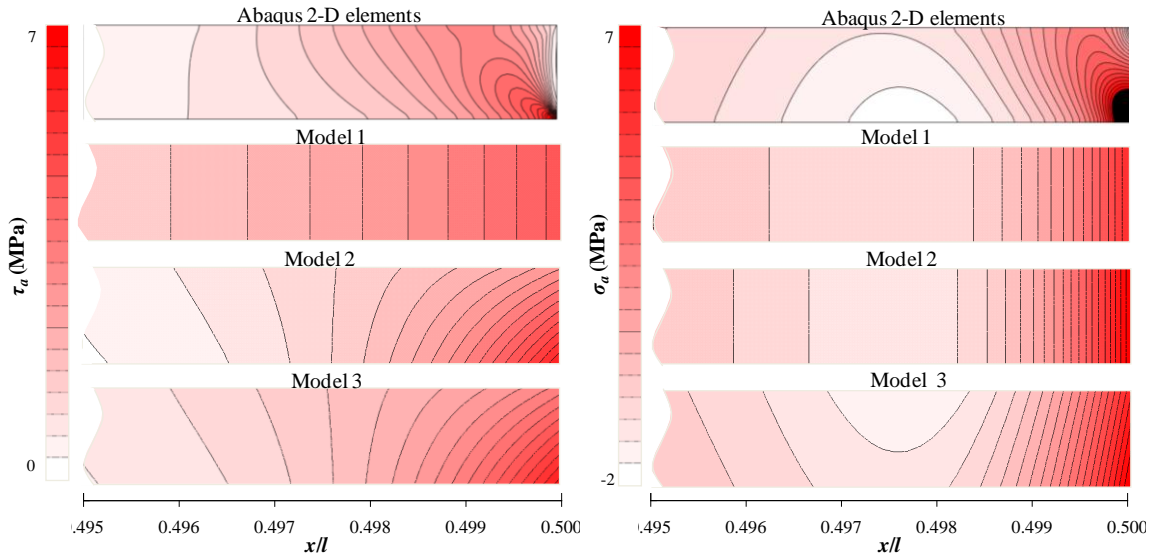 Abaqus 2-D elements
7
Model 1
Model 2
Model 3
0
τa (MPa)
).495 0.496 0.497 0.498 0.499 0.500
x/l
Abaqus 2-D elements
7
Model 1
Model 2
Model 3
-2
σa (MPa)
).495 0.496 0.497 0.498 0.499 0.500
x/l